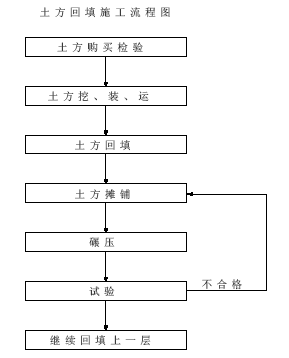 土方回填施工流程图
土方购买检验
土方挖、装、运
土方回填
土方摊铺
碾压
试验
不合格
继续回填上一层